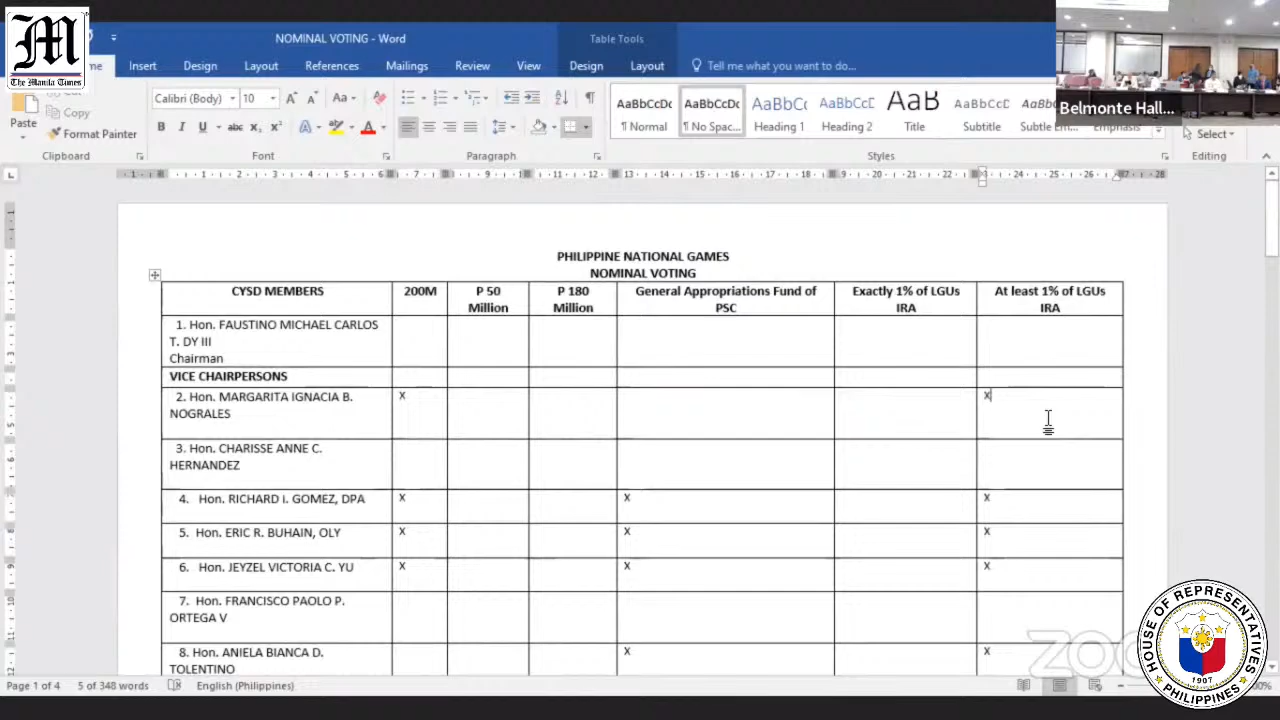 M
The Manila Times
NOMINAL VOTING - Word
Table Tools
Insert
Design
Layout
References
Mailings
Review
View
Design
Layout
Tell me what you want to do...
Belmonte Hall...
Paste
Copy
Format Painter
Clipboard
Calibri (Body)
10
Font
Paragraph
AaBbCcDc
¶ Normal
AaBbCcDc
¶ No Spac...
AaBbCc
Heading 1
AaBbCcC
Heading 2
AaB
Title
AaBbCcD
Subtitle
Subtle Em...
Emphasis
Styles
Select
Editing
PHILIPPINE NATIONAL GAMES
NOMINAL VOTING
CYSD MEMBERS
200M
P 50
Million
P 180
Million
General Appropriations Fund of
PSC
Exactly 1% of LGUs
IRA
At least 1% of LGUs
IRA
1. Hon. FAUSTINO MICHAEL CARLOS
T. DY III
Chairman
VICE CHAIRPERSONS
2. Hon. MARGARITA IGNACIA B. X X
NOGRALES
3. Hon. CHARISSE ANNE C.
HERNANDEZ
4. Hon. RICHARD I. GOMEZ, DPA X X X
5. Hon. ERIC R. BUHAIN, OLY X X X
6. Hon. JEYZEL VICTORIA C. YU X X X
7. Hon. FRANCISCO PAOLO P.
ORTEGA V
8. Hon. ANIELA BIANCA D. X X
TOLENTINO
Page 1 of 4
5 of 348 words
English (Philippines)
HOUSE OF REPRESENTATIVES
PHILIPPINES
1907